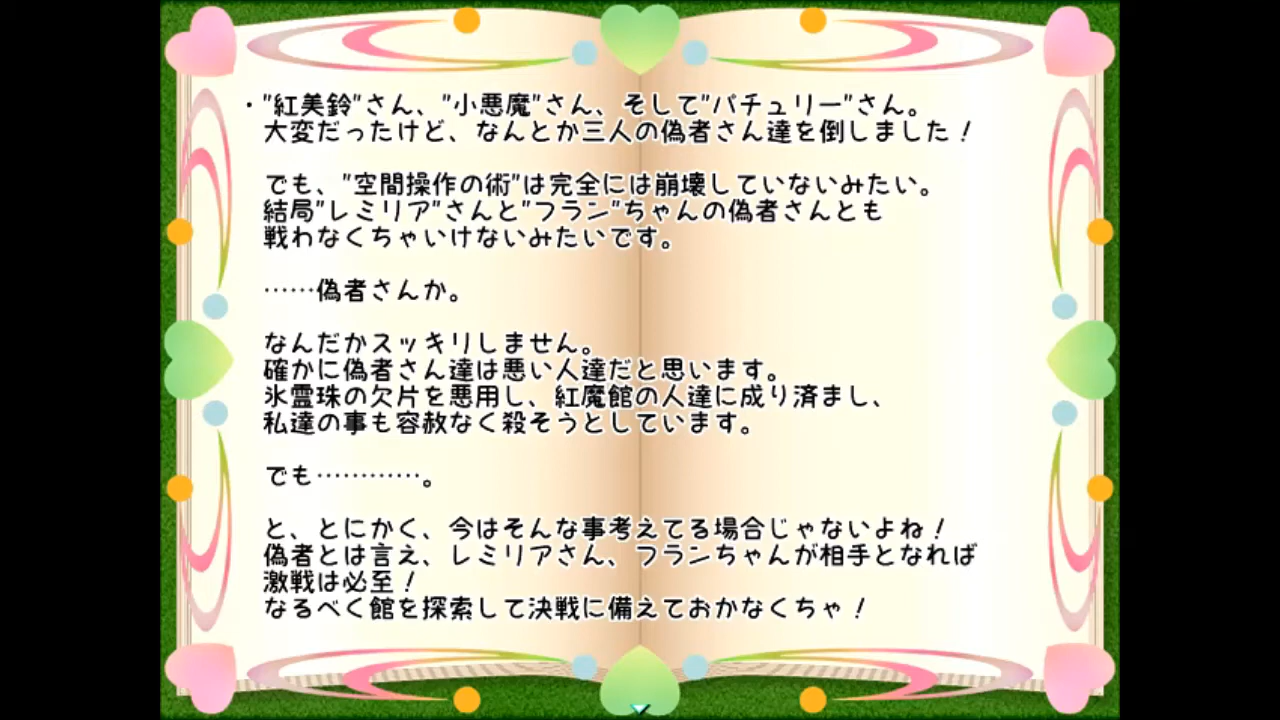 ・"紅美鈴"さん、"小悪魔"さん、そして"パチュリー"さん。
大変だったけど、なんとか三人の偽者さん達を倒しました！
でも、"空間操作の術"は完全には崩壊していないみたい。
結局"レミリア"さんと"フラン"ちゃんの偽者さんとも
戦わなくちゃいけないみたいです。
……偽者さんか。
なんだかスッキリしません。
確かに偽者さん達は悪い人達だと思います。
氷霊珠の欠片を悪用し、紅魔館の人達に成り済まし、
私達の事も容赦なく殺そうとしています。
でも…………。
と、とにかく、今はそんな事考えてる場合じゃないよね！
偽者とは言え、レミリアさん、フランちゃんが相手となれば
激戦は必至！
なるべく館を探索して決戦に備えておかなくちゃ！